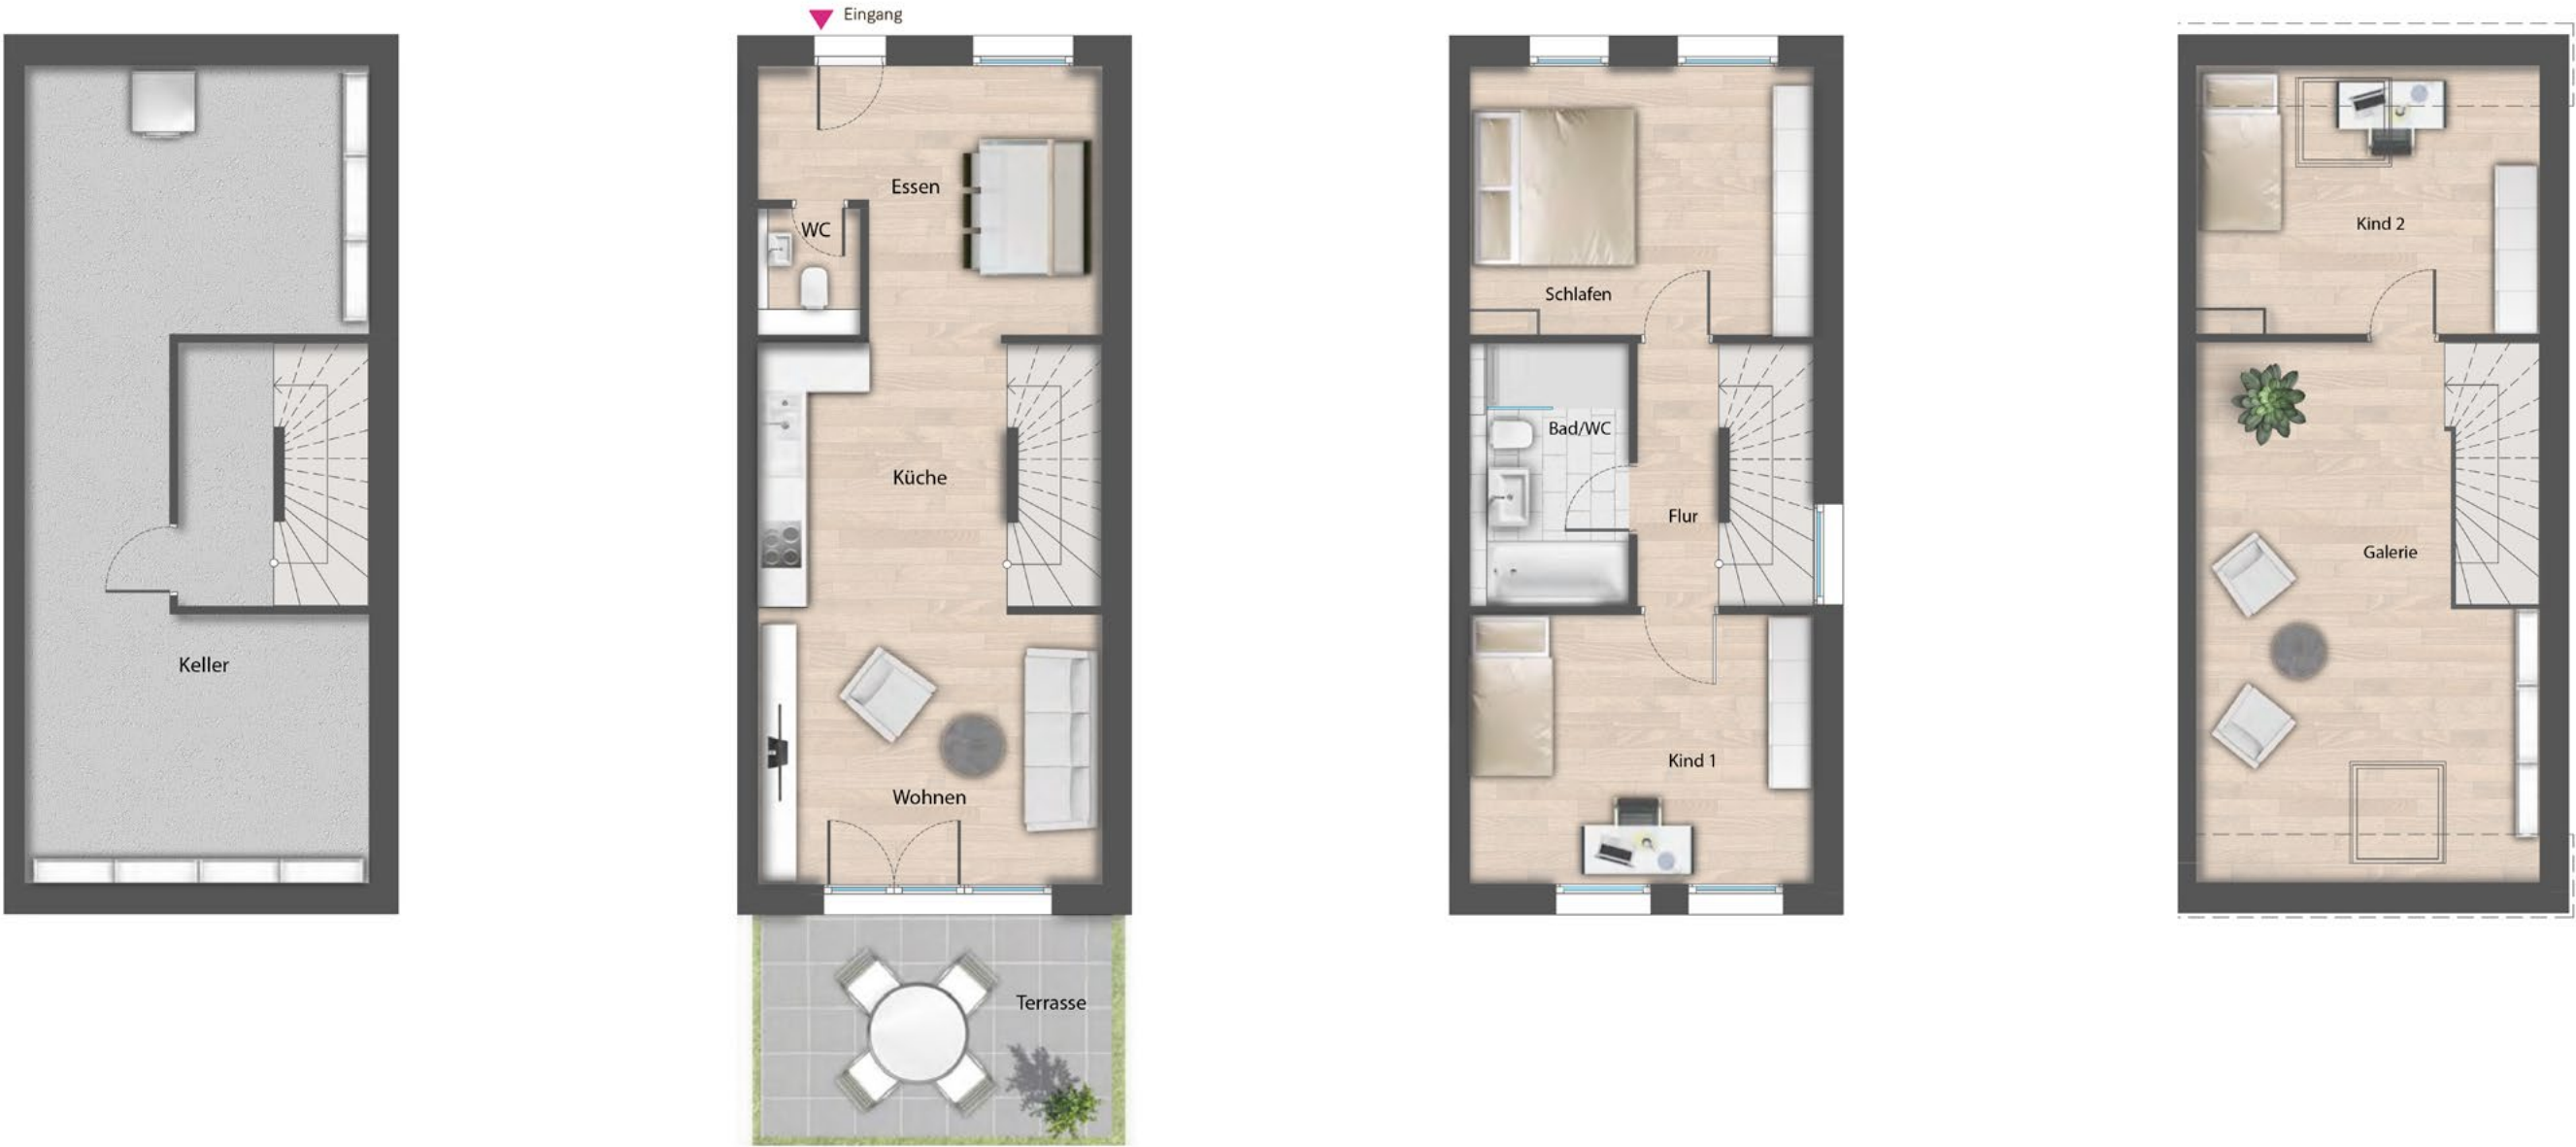 Eingang
Keller
Essen
WC
Küche
Wohnen
Terrasse
Schlafen
Bad/WC
Flur
Kind 1
Kind 2
Galerie